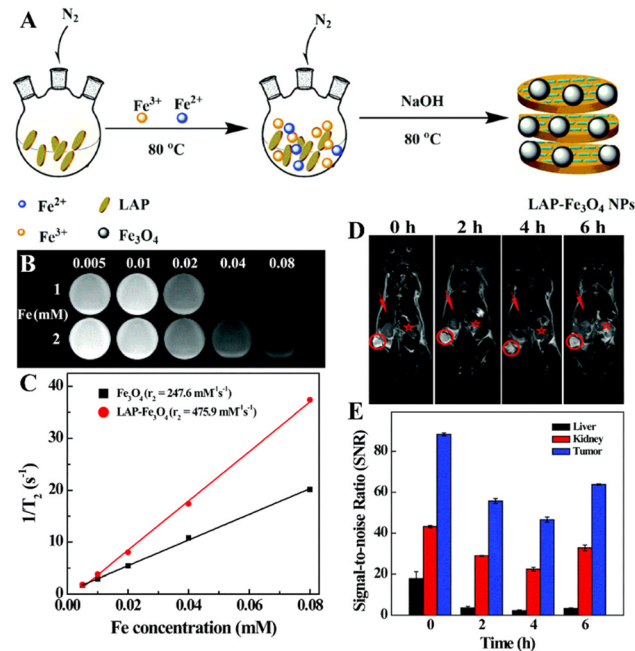 A
N₂
N₂
Fe³⁺ Fe²⁺
80 °C
NaOH
80 °C
Fe²⁺
LAP
Fe³⁺
Fe₃O₄
LAP-Fe₃O₄ NPs
B
0.005 0.01 0.02 0.04 0.08
1
Fe (mM)
2
C
40
30
20
10
0
1/T₂ (s⁻¹)
Fe₃O₄ (r₂ = 247.6 mM⁻¹s⁻¹)
LAP-Fe₃O₄ (r₂ = 475.9 mM⁻¹s⁻¹)
0.00 0.02 0.04 0.06 0.08
Fe concentration (mM)
D
0 h 2 h 4 h 6 h
E
Signal-to-noise Ratio (SNR)
80
60
40
20
0
Liver
Kidney
Tumor
0 2 4 6
Time (h)